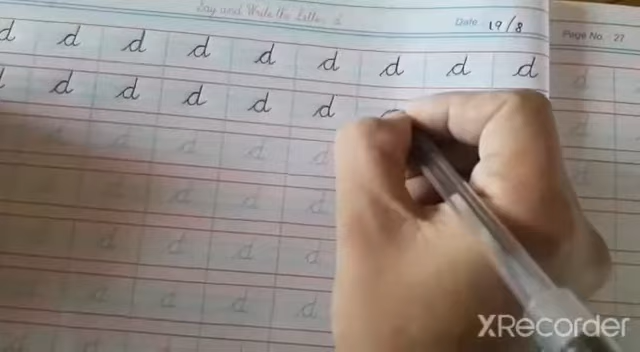 Say and Write the Letter d
Date 19/8
Page No. 27
d d d d d d d d d
d d d d d d
d d d d d
d d d d
d d d d
d d d d
XRecorder